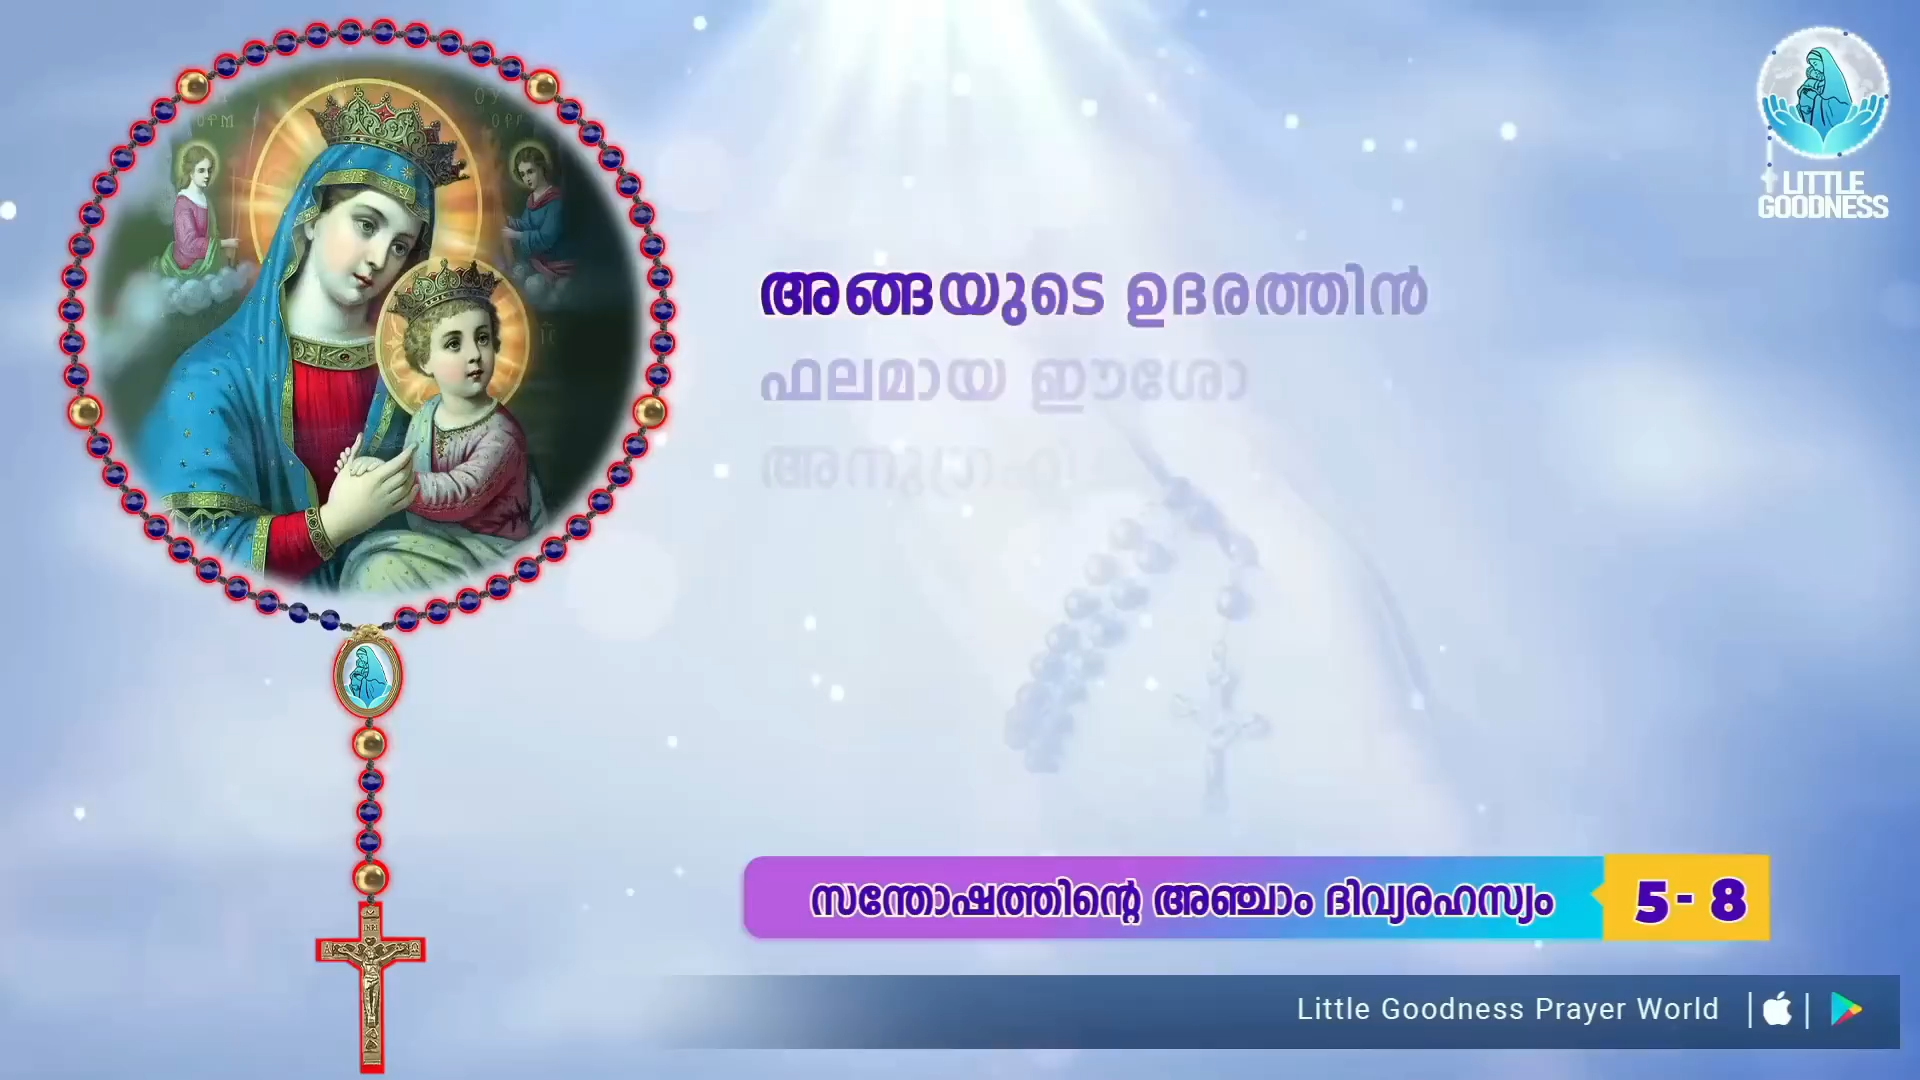 LITTLE
GOODNESS
അങ്ങയുടെ ഉദരത്തിൻ
ഫലമായ ഈശോ
സന്തോഷത്തിന്റെ അഞ്ചാം ദിവ്യരഹസ്യം
5 - 8
Little Goodness Prayer World